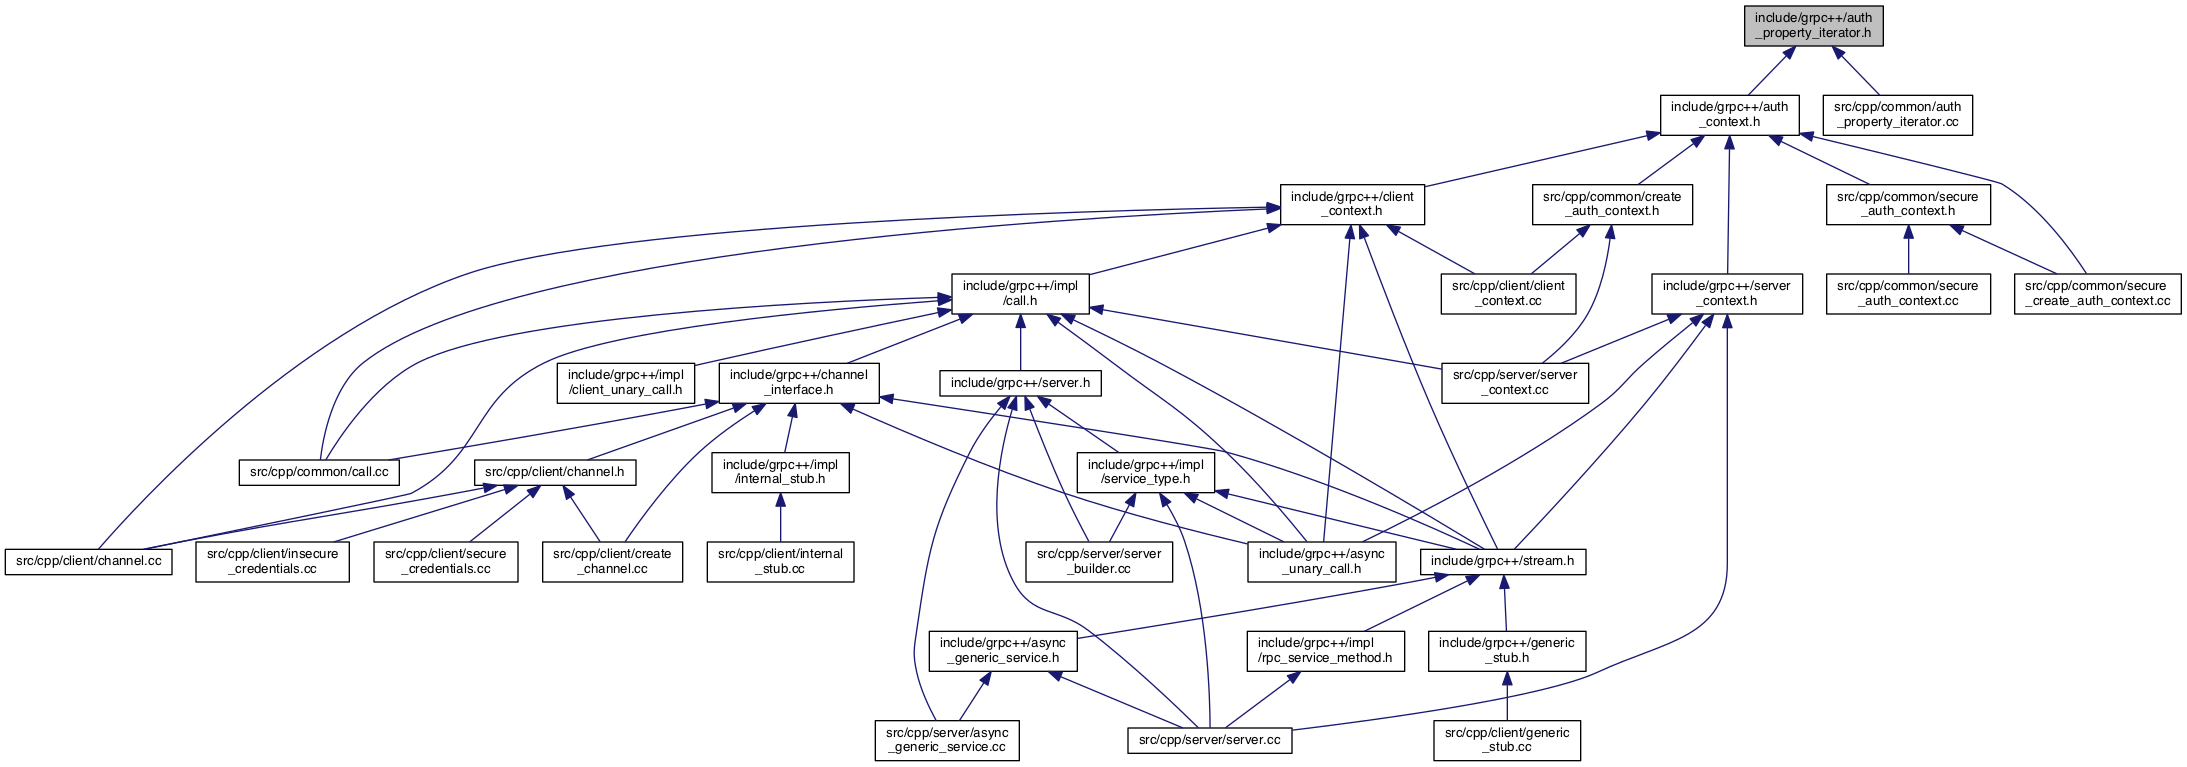 include/grpc++/auth
_property_iterator.h
include/grpc++/auth
_context.h
src/cpp/common/auth
_property_iterator.cc
include/grpc++/client
_context.h
src/cpp/common/create
_auth_context.h
src/cpp/common/secure
_auth_context.h
include/grpc++/impl
/call.h
src/cpp/client/client
_context.cc
include/grpc++/server
_context.h
src/cpp/common/secure
_auth_context.cc
src/cpp/common/secure
_create_auth_context.cc
include/grpc++/impl
/client_unary_call.h
include/grpc++/channel
_interface.h
include/grpc++/server.h
src/cpp/server/server
_context.cc
src/cpp/common/call.cc
src/cpp/client/channel.h
include/grpc++/impl
/internal_stub.h
include/grpc++/impl
/service_type.h
src/cpp/client/channel.cc
src/cpp/client/insecure
_credentials.cc
src/cpp/client/secure
_credentials.cc
src/cpp/client/create
_channel.cc
src/cpp/client/internal
_stub.cc
src/cpp/server/server
_builder.cc
include/grpc++/async
_unary_call.h
include/grpc++/stream.h
include/grpc++/async
_generic_service.h
include/grpc++/impl
/rpc_service_method.h
include/grpc++/generic
_stub.h
src/cpp/server/async
_generic_service.cc
src/cpp/server/server.cc
src/cpp/client/generic
_stub.cc